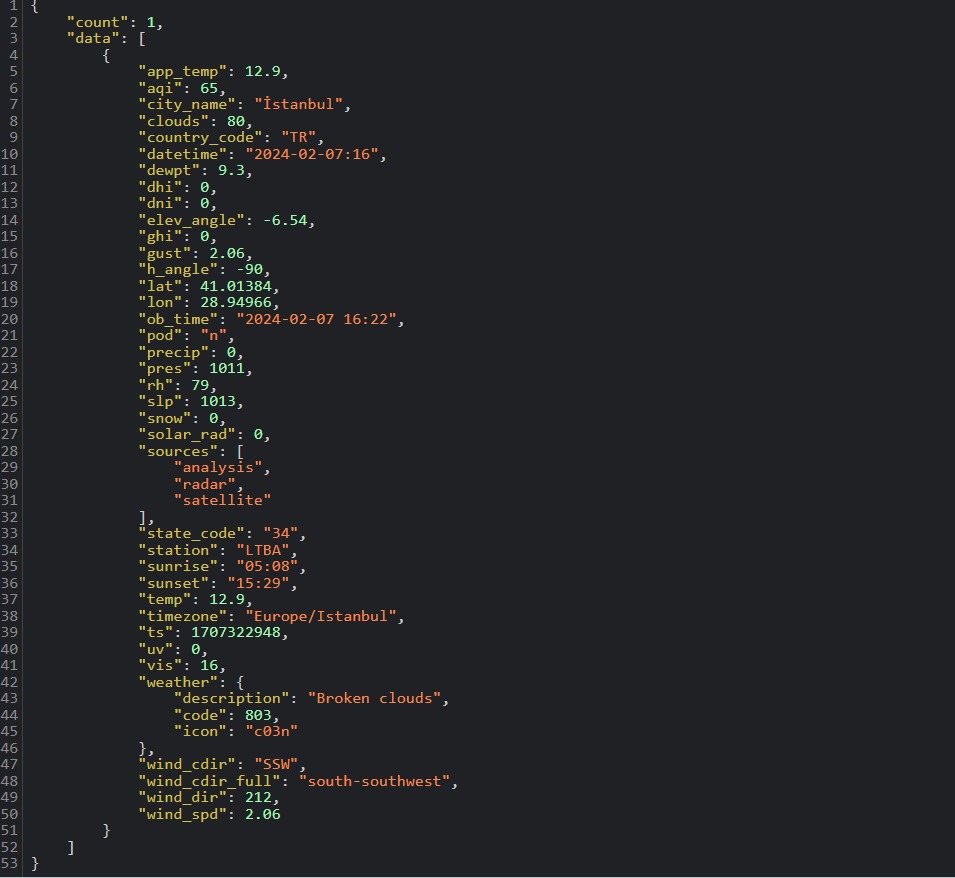 1 {
2     "count": 1,
3     "data": [
4         {
5             "app_temp": 12.9,
6             "aqi": 65,
7             "city_name": "İstanbul",
8             "clouds": 80,
9             "country_code": "TR",
10             "datetime": "2024-02-07:16",
11             "dewpt": 9.3,
12             "dhi": 0,
13             "dni": 0,
14             "elev_angle": -6.54,
15             "ghi": 0,
16             "gust": 2.06,
17             "h_angle": -90,
18             "lat": 41.01384,
19             "lon": 28.94966,
20             "ob_time": "2024-02-07 16:22",
21             "pod": "n",
22             "precip": 0,
23             "pres": 1011,
24             "rh": 79,
25             "slp": 1013,
26             "snow": 0,
27             "solar_rad": 0,
28             "sources": [
29                 "analysis",
30                 "radar",
31                 "satellite"
32             ],
33             "state_code": "34",
34             "station": "LTBA",
35             "sunrise": "05:08",
36             "sunset": "15:29",
37             "temp": 12.9,
38             "timezone": "Europe/Istanbul",
39             "ts": 1707322948,
40             "uv": 0,
41             "vis": 16,
42             "weather": {
43                 "description": "Broken clouds",
44                 "code": 803,
45                 "icon": "c03n"
46             },
47             "wind_cdir": "SSW",
48             "wind_cdir_full": "south-southwest",
49             "wind_dir": 212,
50             "wind_spd": 2.06
51         }
52     ]
53 }